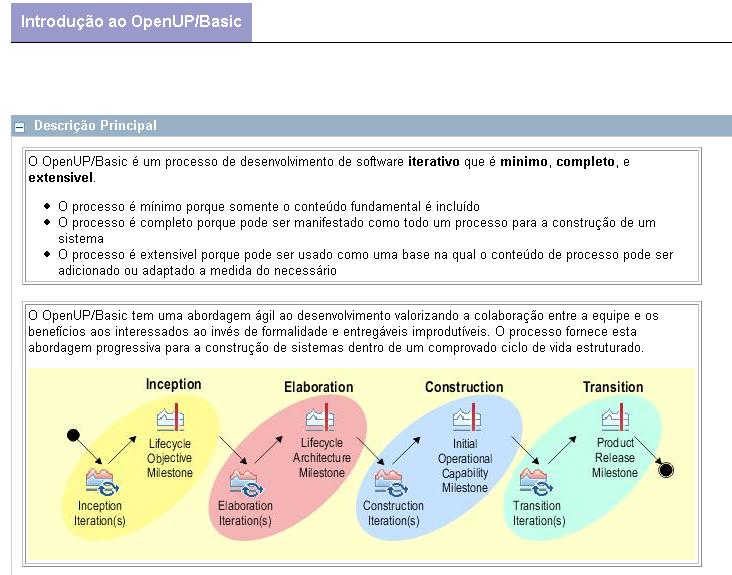 Introdução ao OpenUP/Basic
Descrição Principal
O OpenUP/Basic é um processo de desenvolvimento de software iterativo que é mínimo, completo, e
extensivel.
O processo é mínimo porque somente o conteúdo fundamental é incluído
O processo é completo porque pode ser manifestado como todo um processo para a construção de um
sistema
O processo é extensivel porque pode ser usado como uma base na qual o conteúdo de processo pode ser
adicionado ou adaptado a medida do necessário
O OpenUP/Basic tem uma abordagem ágil ao desenvolvimento valorizando a colaboração entre a equipe e os
benefícios aos interessados ao invés de formalidade e entregáveis improdutíveis. O processo fornece esta
abordagem progressiva para a construção de sistemas dentro de um comprovado ciclo de vida estruturado.
Inception
Elaboration
Construction
Transition
Lifecycle
Objective
Milestone
Lifecycle
Architecture
Milestone
Initial
Operational
Capability
Milestone
Product
Release
Milestone
Inception
Iteration(s)
Elaboration
Iteration(s)
Construction
Iteration(s)
Transition
Iteration(s)